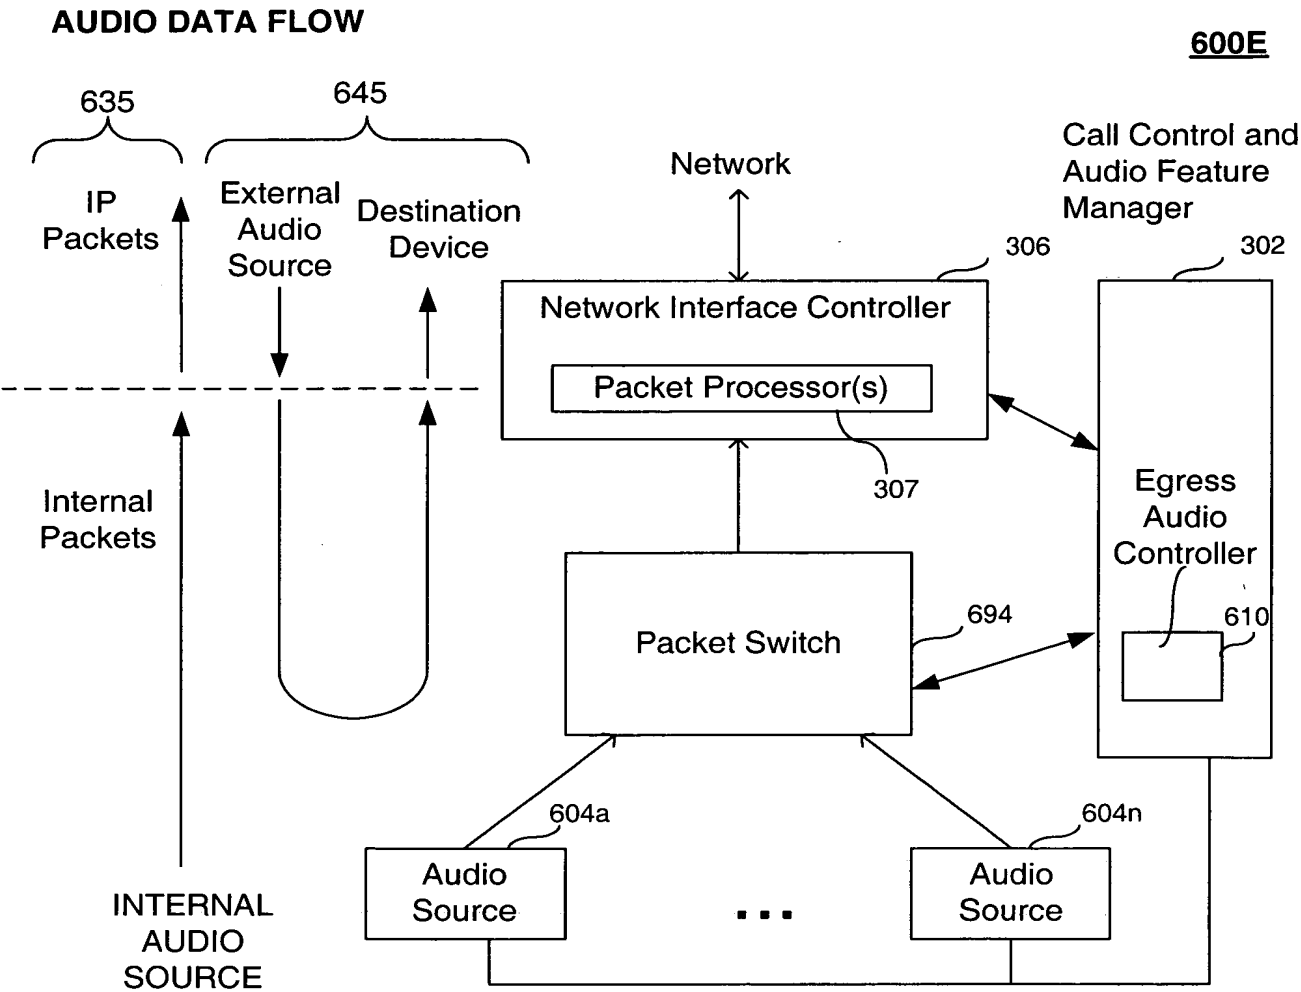 AUDIO DATA FLOW
600E
635
645
IP
Packets
External
Audio
Source
Destination
Device
Network
Call Control and
Audio Feature
Manager
306
302
Network Interface Controller
Packet Processor(s)
307
Internal
Packets
Egress
Audio
Controller
610
Packet Switch
694
604a
604n
Audio
Source
...
Audio
Source
INTERNAL
AUDIO
SOURCE